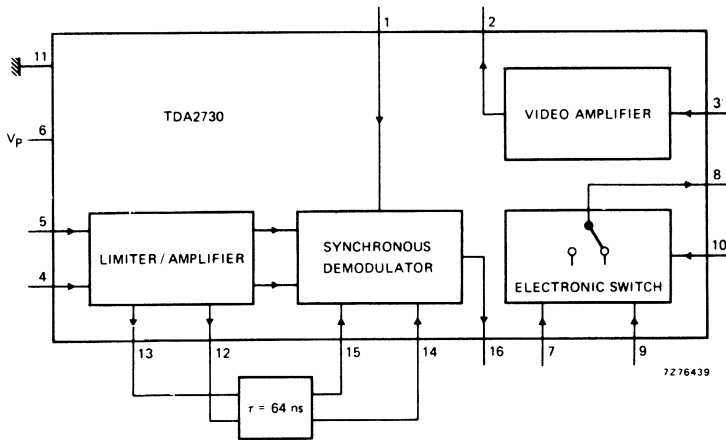 1
2
11
TDA2730
VIDEO AMPLIFIER
3
6
Vp
8
5
LIMITER / AMPLIFIER
SYNCHRONOUS
DEMODULATOR
10
4
ELECTRONIC SWITCH
13
12
15
14
16
7
9
7Z76439
τ = 64 ns